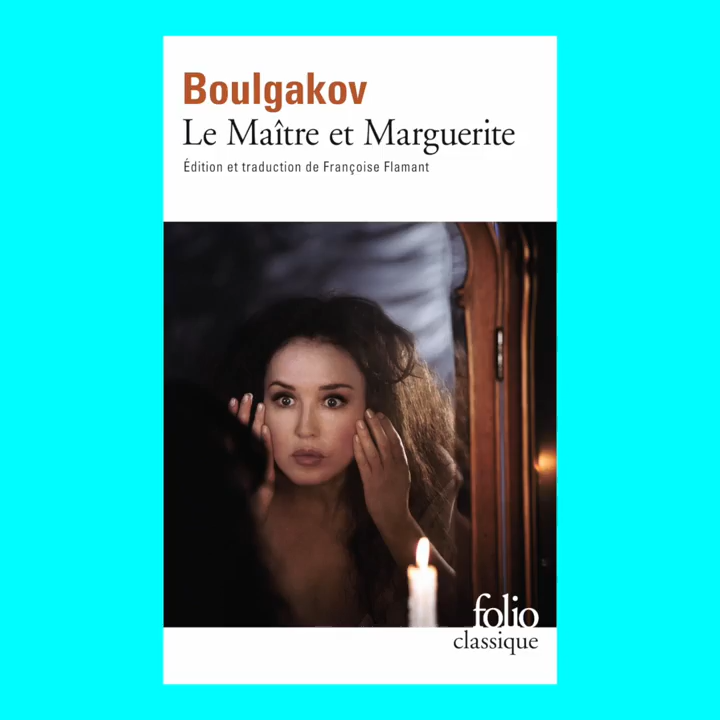 Boulgakov
Le Maître et Marguerite
Édition et traduction de Françoise Flamant
folio
classique